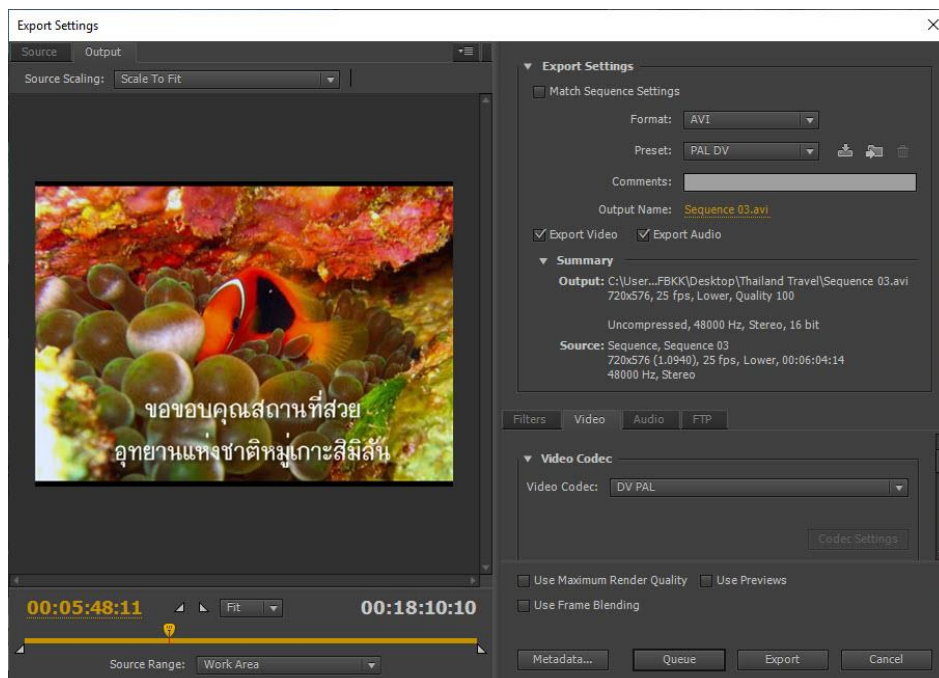 Export Settings
Source
Output
Source Scaling: Scale To Fit
ขอขอบคุณสถานที่สวย
อุทยานแห่งชาติหมู่เกาะสิมิลัน
00:05:48:11 Fit 00:18:10:10
Source Range: Work Area
Export Settings
Match Sequence Settings
Format: AVI
Preset: PAL DV
Comments:
Output Name: Sequence 03.avi
Export Video Export Audio
Summary
Output: C:\User...FBKK\Desktop\Thailand Travel\Sequence 03.avi
720x576, 25 fps, Lower, Quality 100
Uncompressed, 48000 Hz, Stereo, 16 bit
Source: Sequence, Sequence 03
720x576 (1.0940), 25 fps, Lower, 00:06:04:14
48000 Hz, Stereo
Filters Video Audio FTP
Video Codec
Video Codec: DV PAL
Codec Settings
Use Maximum Render Quality Use Previews
Use Frame Blending
Metadata... Queue Export Cancel